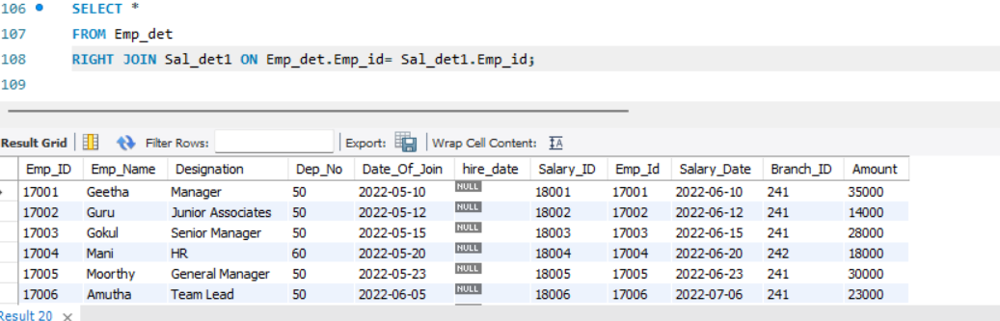 106 SELECT *
107 FROM Emp_det
108 RIGHT JOIN Sal_det1 ON Emp_det.Emp_id= Sal_det1.Emp_id;
109
Result Grid Filter Rows: Export: Wrap Cell Content: IA
Emp_ID Emp_Name Designation Dep_No Date_Of_Join hire_date Salary_ID Emp_Id Salary_Date Branch_ID Amount
17001 Geetha Manager 50 2022-05-10 NULL 18001 17001 2022-06-10 241 35000
17002 Guru Junior Associates 50 2022-05-12 NULL 18002 17002 2022-06-12 241 14000
17003 Gokul Senior Manager 50 2022-05-15 NULL 18003 17003 2022-06-15 241 28000
17004 Mani HR 60 2022-05-20 NULL 18004 17004 2022-06-20 242 18000
17005 Moorthy General Manager 50 2022-05-23 NULL 18005 17005 2022-06-23 241 30000
17006 Amutha Team Lead 50 2022-06-05 NULL 18006 17006 2022-07-06 241 23000
Result 20